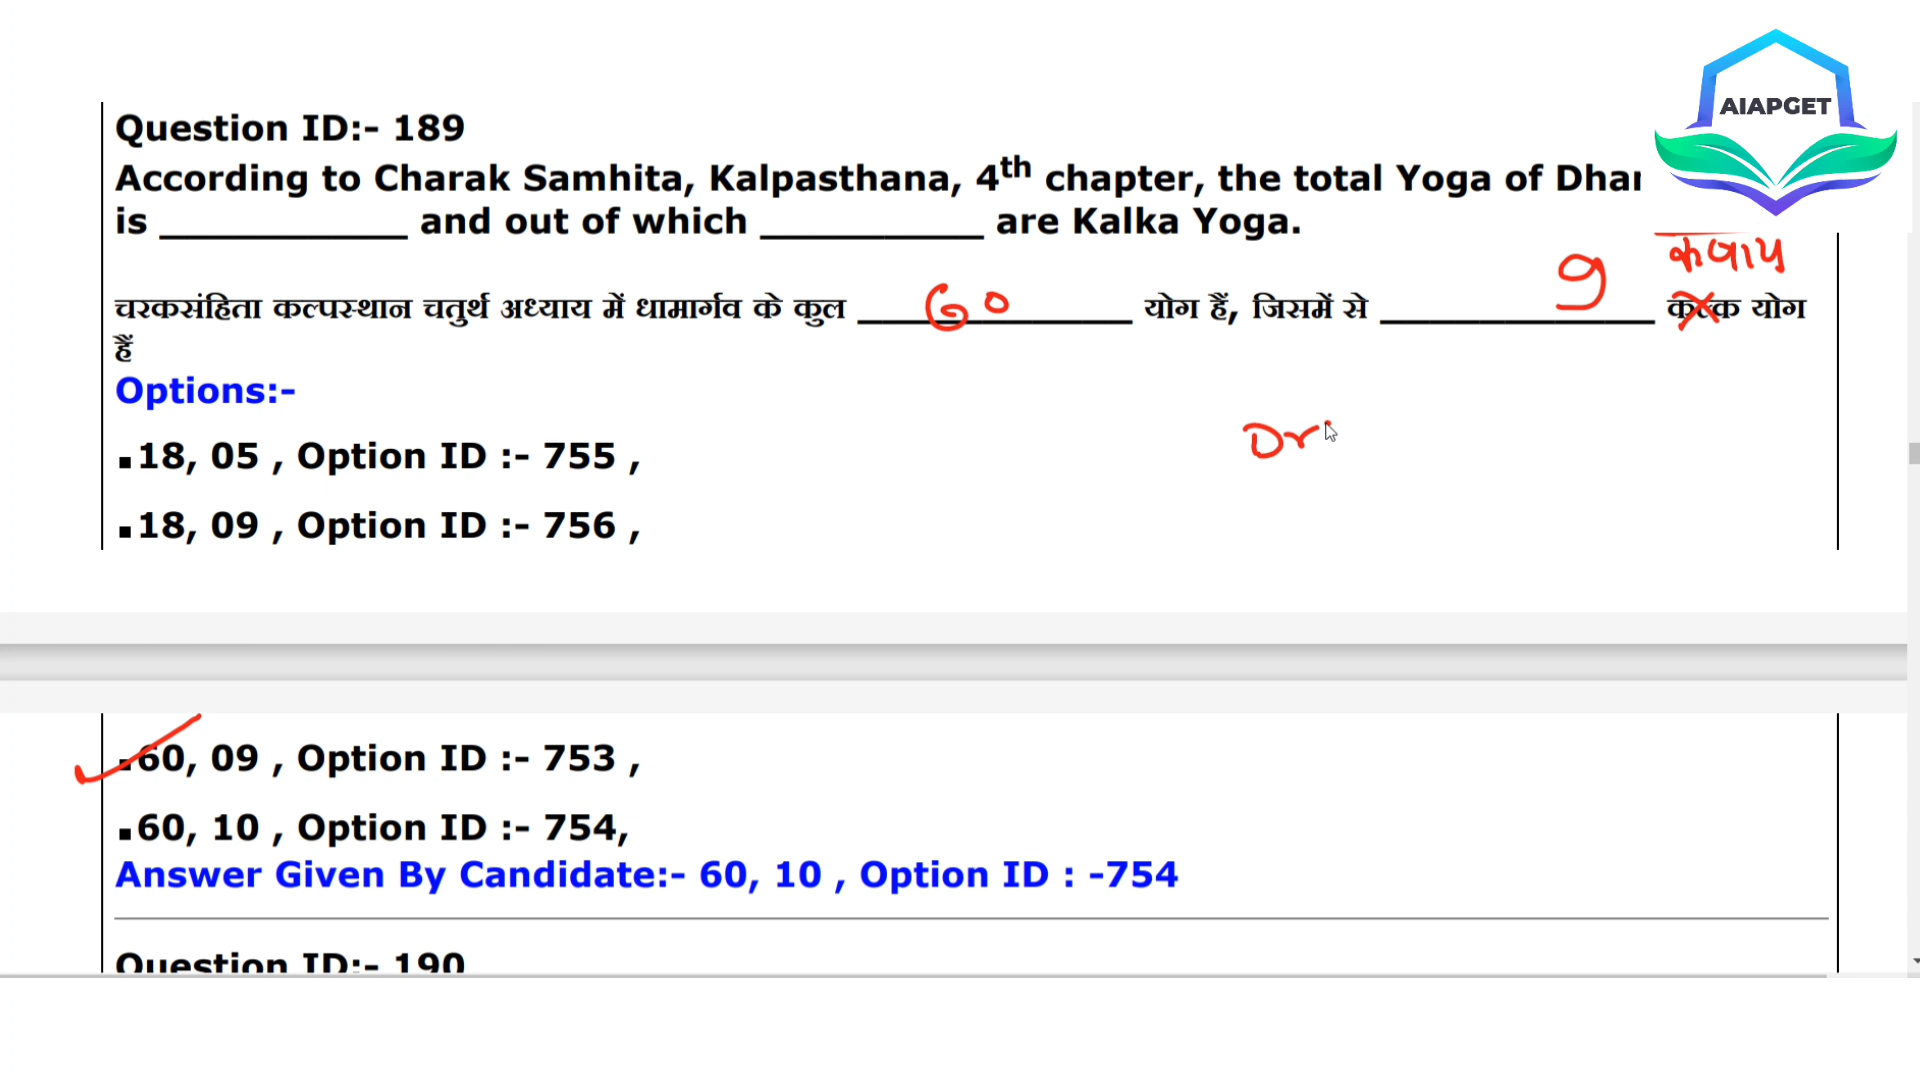 AIAPGET
Question ID:- 189
According to Charak Samhita, Kalpasthana, 4th chapter, the total Yoga of Dhar
is ____________ and out of which ___________ are Kalka Yoga.
कषाय
चरकसंहिता कल्पस्थान चतुर्थ अध्याय में धामार्गव के कुल 60 योग हैं, जिसमें से 9 कल्क योग
हैं
Options:-
Dr
18, 05 , Option ID :- 755 ,
18, 09 , Option ID :- 756 ,
60, 09 , Option ID :- 753 ,
60, 10 , Option ID :- 754,
Answer Given By Candidate:- 60, 10 , Option ID : -754
Question ID:- 190